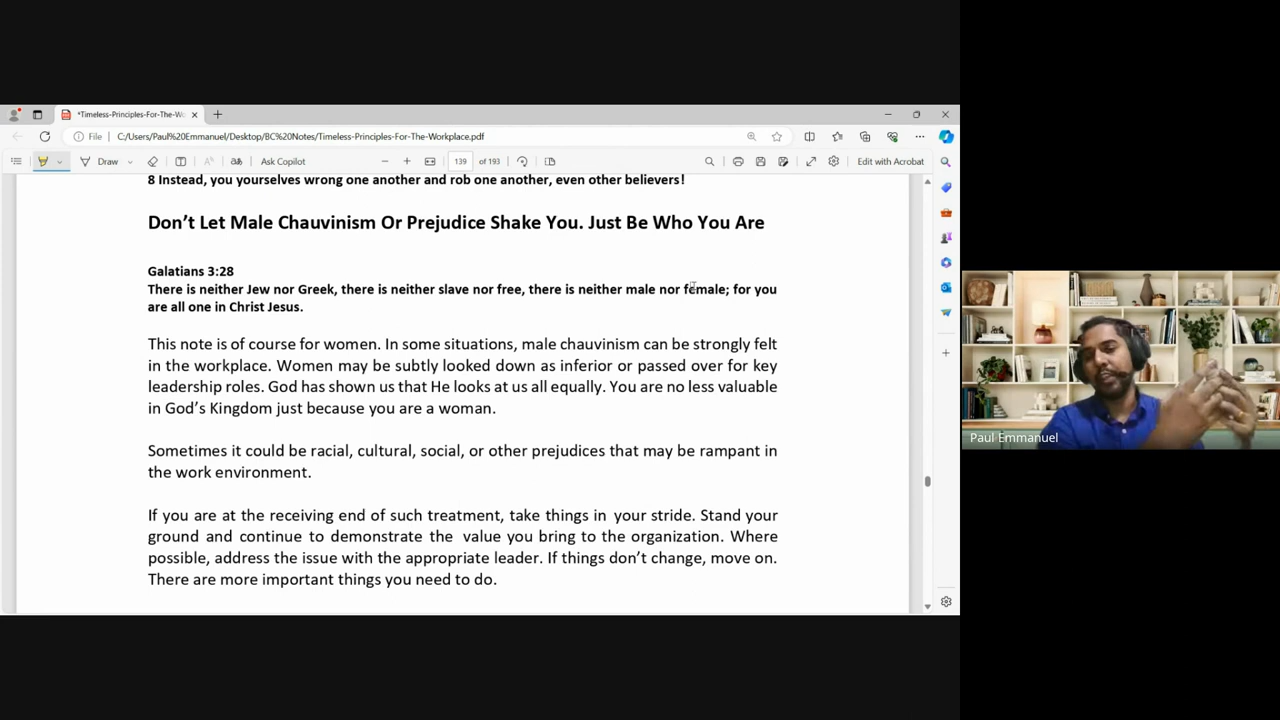 *Timeless-Principles-For-The-Wo
File
C:/Users/Paul%20Emmanuel/Desktop/BC%20Notes/Timeless-Principles-For-The-Workplace.pdf
Draw
Ask Copilot
139 of 193
Edit with Acrobat
8 Instead, you yourselves wrong one another and rob one another, even other believers!
Don’t Let Male Chauvinism Or Prejudice Shake You. Just Be Who You Are
Galatians 3:28
There is neither Jew nor Greek, there is neither slave nor free, there is neither male nor female; for you
are all one in Christ Jesus.
This note is of course for women. In some situations, male chauvinism can be strongly felt
in the workplace. Women may be subtly looked down as inferior or passed over for key
leadership roles. God has shown us that He looks at us all equally. You are no less valuable
in God’s Kingdom just because you are a woman.
Sometimes it could be racial, cultural, social, or other prejudices that may be rampant in
the work environment.
If you are at the receiving end of such treatment, take things in your stride. Stand your
ground and continue to demonstrate the value you bring to the organization. Where
possible, address the issue with the appropriate leader. If things don’t change, move on.
There are more important things you need to do.
Paul Emmanuel